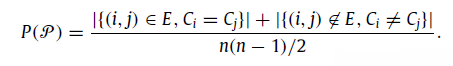 P(𝒫) = |{(i, j) ∈ E, C_i = C_j}| + |{(i, j) ∉ E, C_i ≠ C_j}| / n(n − 1)/2 .